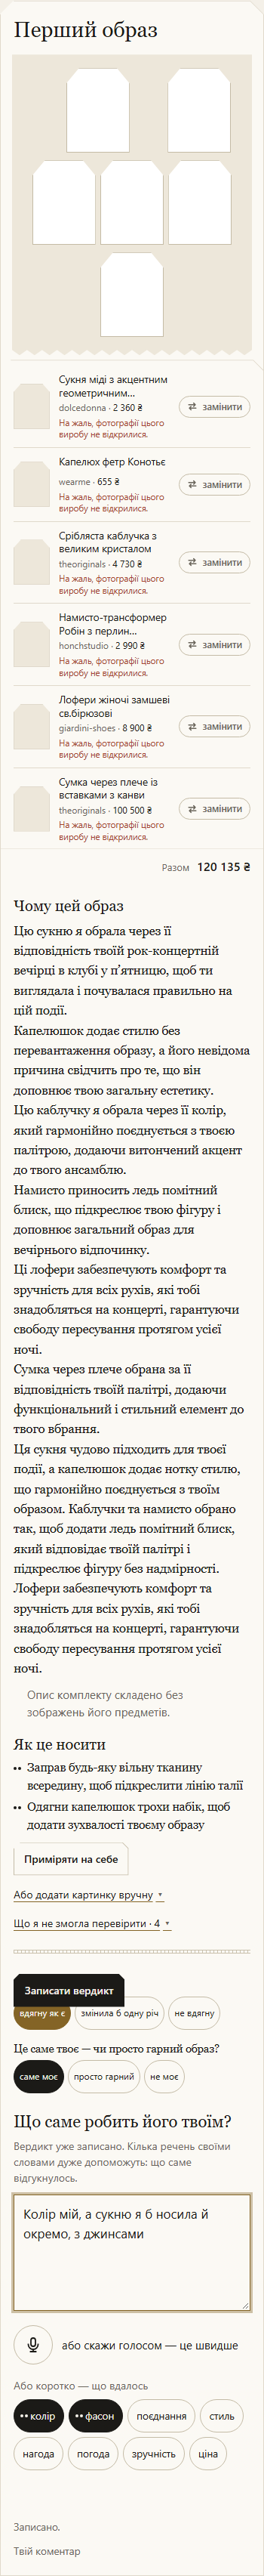 Перший образ
Сукня міді з акцентним
геометричним...
dolcedonna · 2 360 ₴
На жаль, фотографії цього
виробу не відкрилися.
замінити
Капелюх фетр Конотьє
wearme · 655 ₴
На жаль, фотографії цього
виробу не відкрилися.
замінити
Срібляста каблучка з
великим кристалом
theoriginals · 4 730 ₴
На жаль, фотографії цього
виробу не відкрилися.
замінити
Намисто-трансформер
Робін з перлин...
honchstudio · 2 990 ₴
На жаль, фотографії цього
виробу не відкрилися.
замінити
Лофери жіночі замшеві
св.бірюзові
giardini-shoes · 8 900 ₴
На жаль, фотографії цього
виробу не відкрилися.
замінити
Сумка через плече із
вставками з канви
theoriginals · 100 500 ₴
На жаль, фотографії цього
виробу не відкрилися.
замінити
Разом 120 135 ₴
Чому цей образ
Цю сукню я обрала через її
відповідність твоїй рок-концертній
вечірці в клубі у п'ятницю, щоб ти
виглядала і почувалася правильно на
цій події.
Капелюшок додає стилю без
перевантаження образу, а його невідома
причина свідчить про те, що він
доповнює твою загальну естетику.
Цю каблучку я обрала через її колір,
який гармонійно поєднується з твоєю
палітрою, додаючи витончений акцент
до твого ансамблю.
Намисто приносить ледь помітний
блиск, що підкреслює твою фігуру і
доповнює загальний образ для
вечірнього відпочинку.
Ці лофери забезпечують комфорт та
зручність для всіх рухів, які тобі
знадобляться на концерті, гарантуючи
свободу пересування протягом усієї
ночі.
Сумка через плече обрана за її
відповідність твоїй палітрі, додаючи
функціональний і стильний елемент до
твого вбрання.
Ця сукня чудово підходить для твоєї
події, а капелюшок додає нотку стилю,
що гармонійно поєднується з твоїм
образом. Каблучки та намисто обрано
так, щоб додати ледь помітний блиск,
який відповідає твоїй палітрі і
підкреслює фігуру без надмірності.
Лофери забезпечують комфорт та
зручність для всіх рухів, які тобі
знадобляться на концерті, гарантуючи
свободу пересування протягом усієї
ночі.
Опис комплекту складено без
зображень його предметів.
Як це носити
Заправ будь-яку вільну тканину
всередину, щоб підкреслити лінію талії
Одягни капелюшок трохи набік, щоб
додати зухвалості твоєму образу
Приміряти на себе
Або додати картинку вручну
Що я не змогла перевірити · 4
Записати вердикт
вдягну як є
змінила б одну річ
не вдягну
Це саме твоє — чи просто гарний образ?
саме моє
просто гарний
не моє
Що саме робить його твоїм?
Вердикт уже записано. Кілька речень своїми
словами дуже допоможуть: що саме
відгукнулось.
Колір мій, а сукню я б носила й
окремо, з джинсами
або скажи голосом — це швидше
Або коротко — що вдалось
колір
фасон
поєднання
стиль
нагода
погода
зручність
ціна
Записано.
Твій коментар